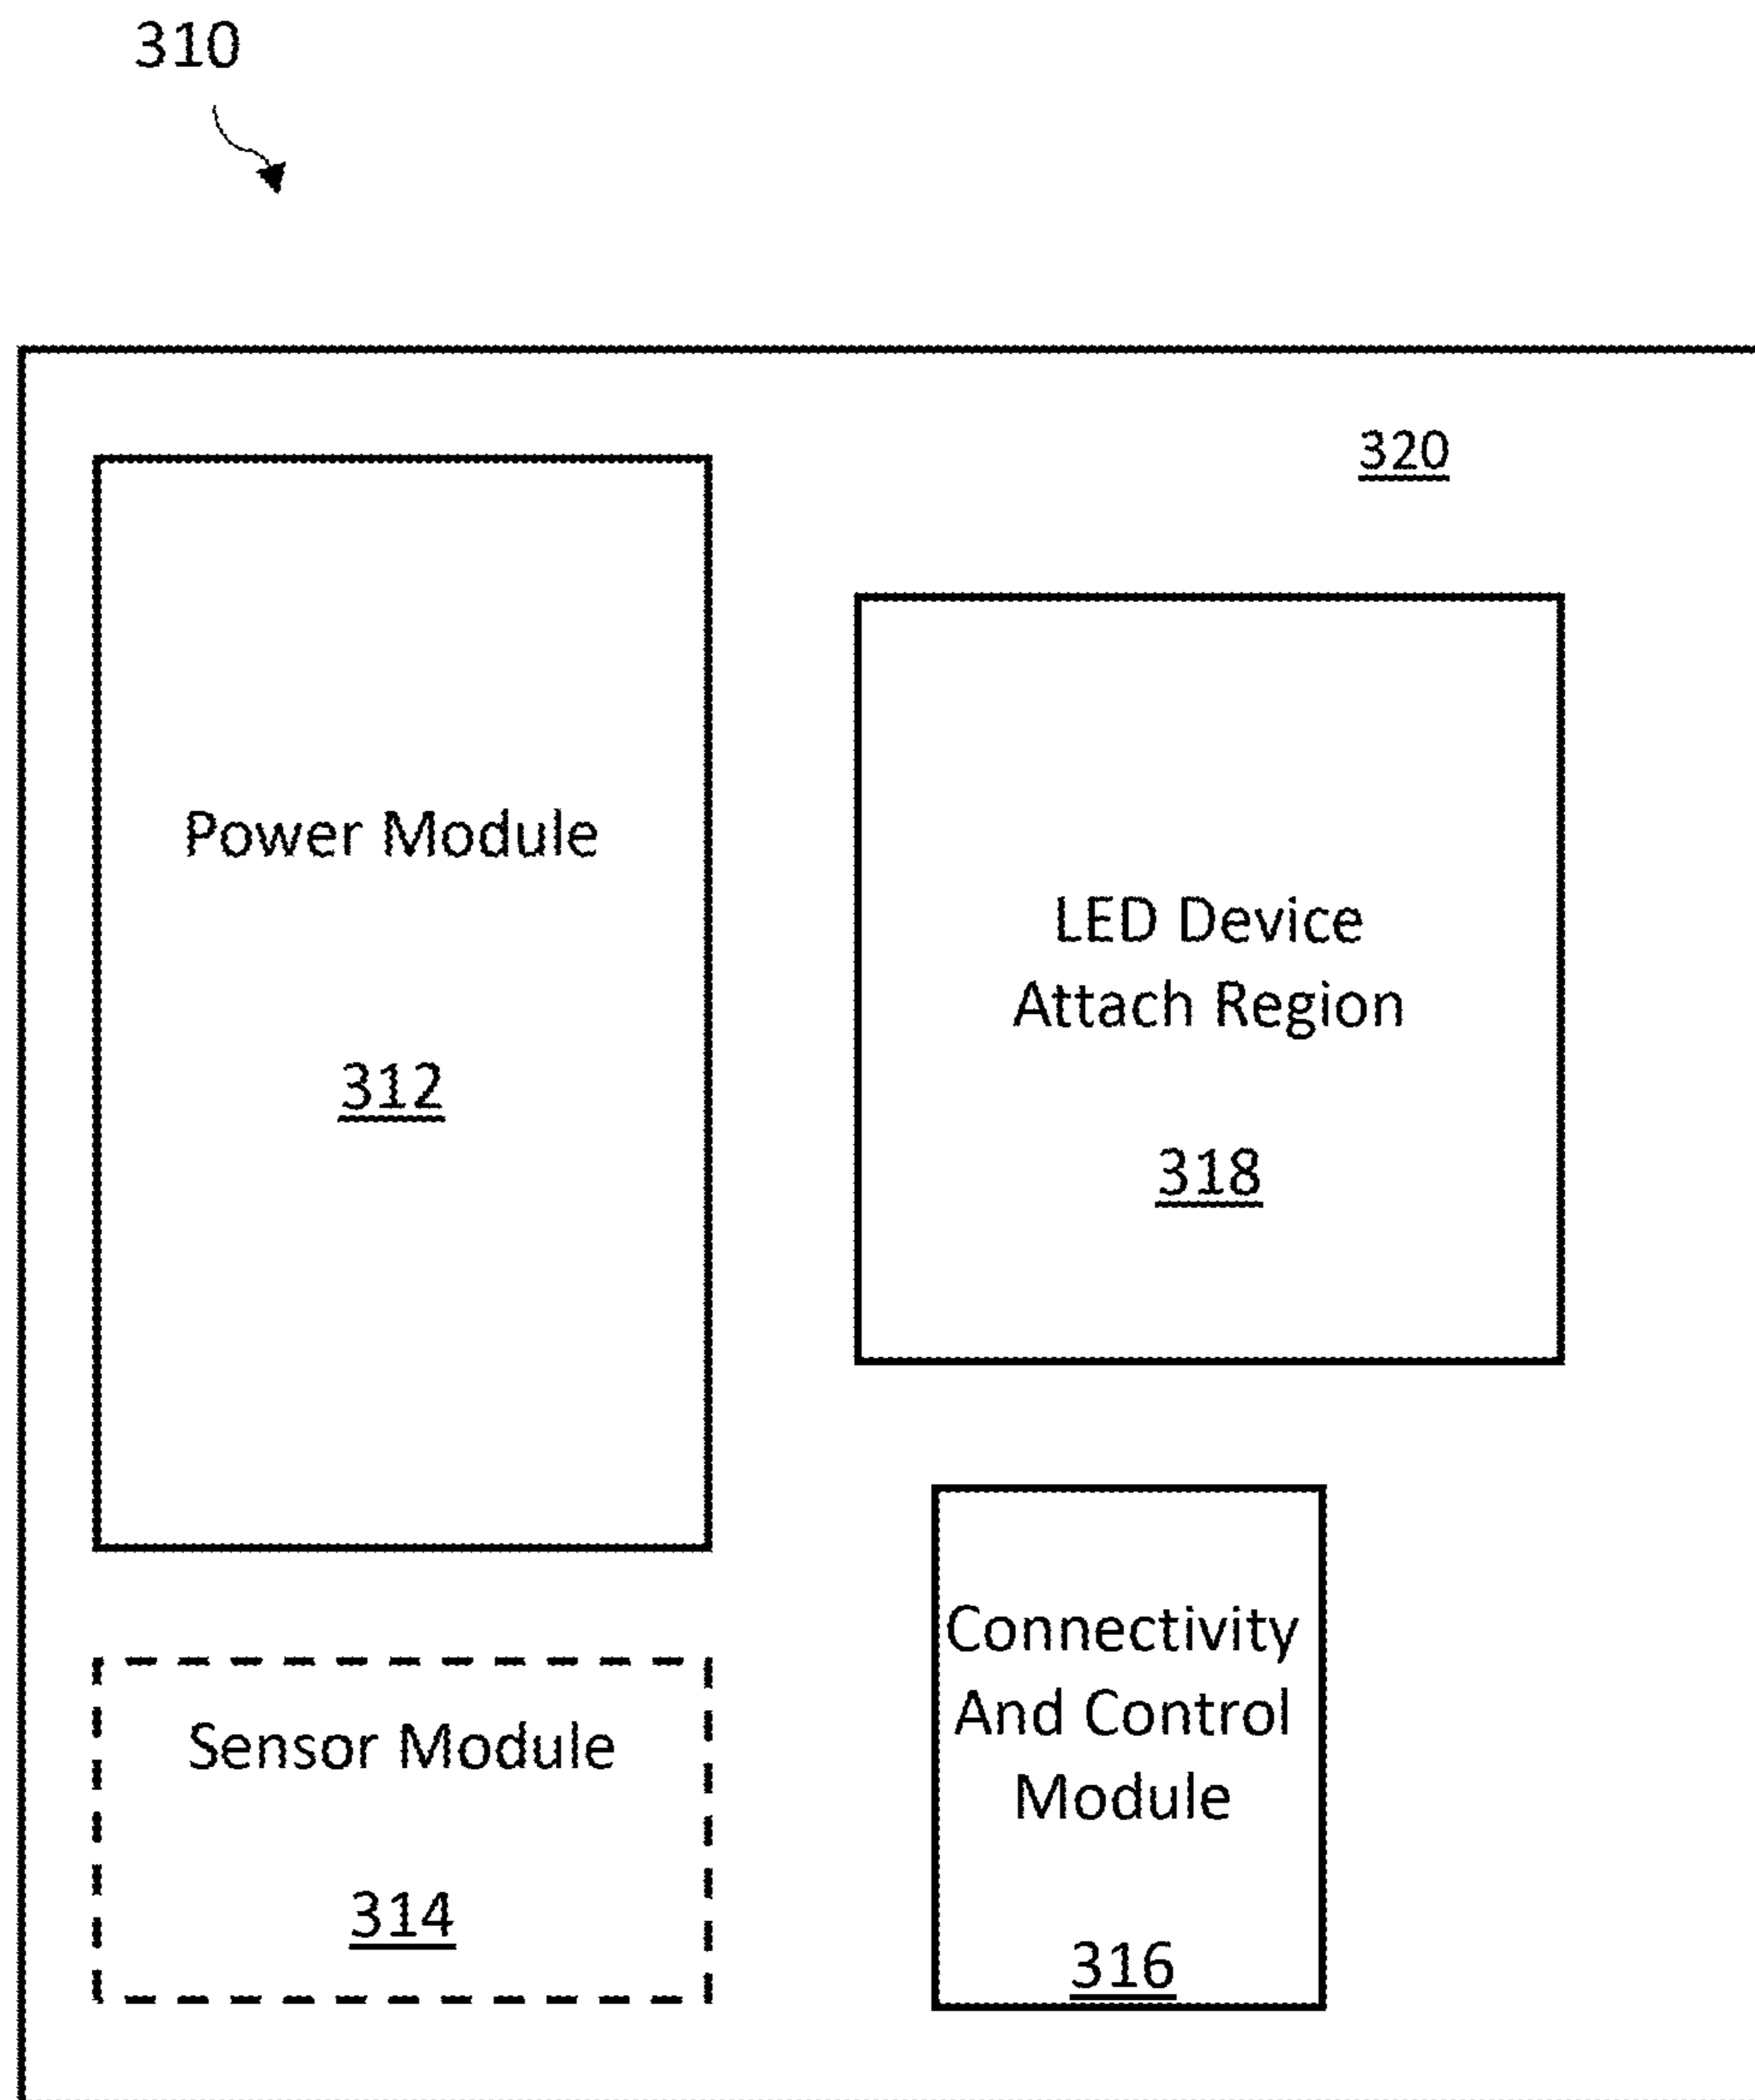 310
320
Power Module
312
LED Device
Attach Region
318
Sensor Module
314
Connectivity
And Control
Module
316